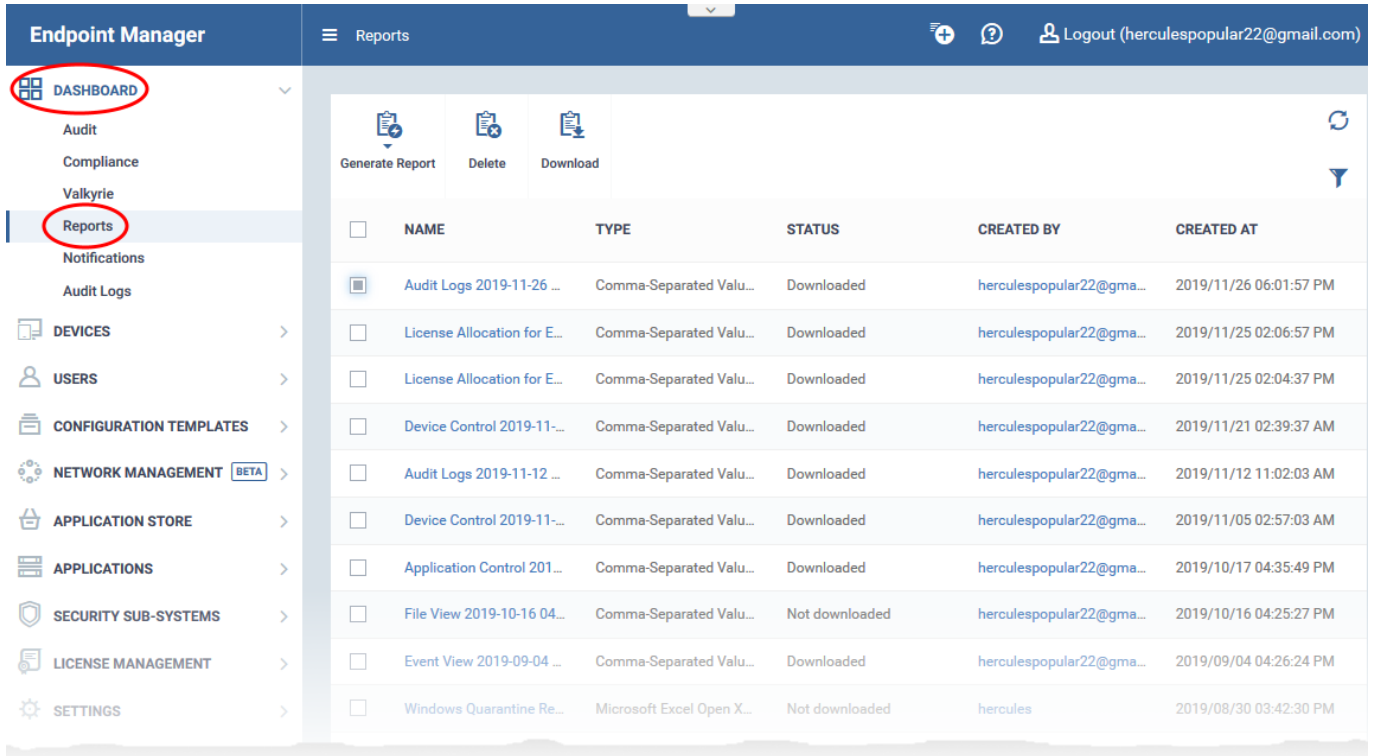 Endpoint Manager
Reports
Logout (herculespopular22@gmail.com)
DASHBOARD
Audit
Compliance
Valkyrie
Reports
Notifications
Audit Logs
DEVICES
USERS
CONFIGURATION TEMPLATES
NETWORK MANAGEMENT BETA
APPLICATION STORE
APPLICATIONS
SECURITY SUB-SYSTEMS
LICENSE MANAGEMENT
SETTINGS
Generate Report Delete Download
NAME TYPE STATUS CREATED BY CREATED AT
Audit Logs 2019-11-26 ... Comma-Separated Valu... Downloaded herculespopular22@gma... 2019/11/26 06:01:57 PM
License Allocation for E... Comma-Separated Valu... Downloaded herculespopular22@gma... 2019/11/25 02:06:57 PM
License Allocation for E... Comma-Separated Valu... Downloaded herculespopular22@gma... 2019/11/25 02:04:37 PM
Device Control 2019-11-... Comma-Separated Valu... Downloaded herculespopular22@gma... 2019/11/21 02:39:37 AM
Audit Logs 2019-11-12 ... Comma-Separated Valu... Downloaded herculespopular22@gma... 2019/11/12 11:02:03 AM
Device Control 2019-11-... Comma-Separated Valu... Downloaded herculespopular22@gma... 2019/11/05 02:57:03 AM
Application Control 201... Comma-Separated Valu... Downloaded herculespopular22@gma... 2019/10/17 04:35:49 PM
File View 2019-10-16 04... Comma-Separated Valu... Not downloaded herculespopular22@gma... 2019/10/16 04:25:27 PM
Event View 2019-09-04 ... Comma-Separated Valu... Downloaded herculespopular22@gma... 2019/09/04 04:26:24 PM
Windows Quarantine Re... Microsoft Excel Open X... Not downloaded hercules 2019/08/30 03:42:30 PM